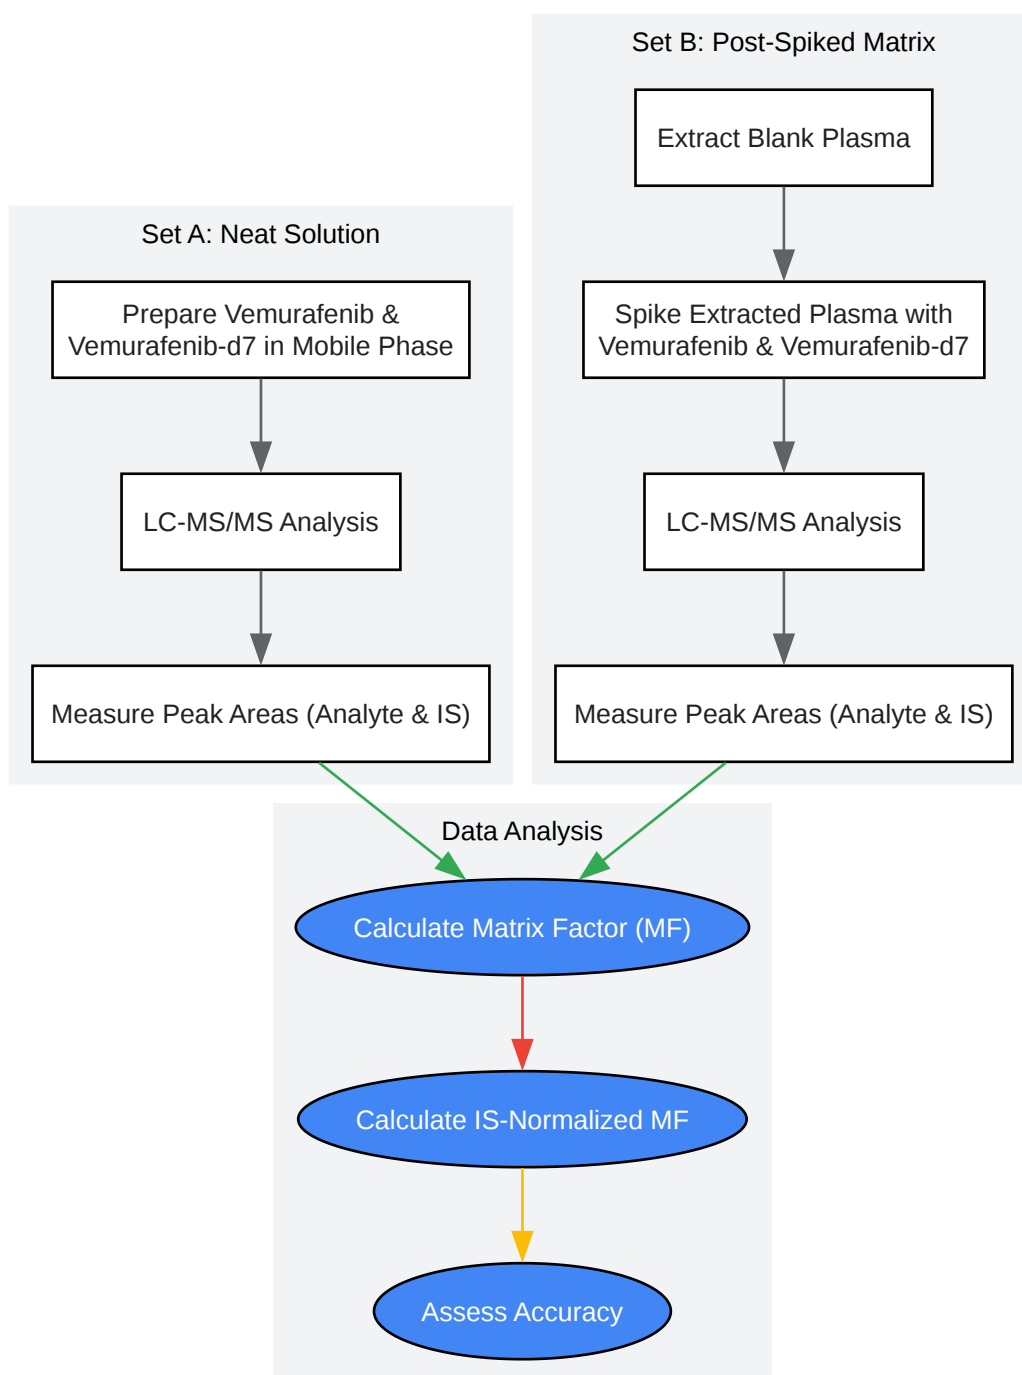 Set A: Neat Solution
Prepare Vemurafenib &
Vemurafenib-d7 in Mobile Phase
LC-MS/MS Analysis
Measure Peak Areas (Analyte & IS)
Set B: Post-Spiked Matrix
Extract Blank Plasma
Spike Extracted Plasma with
Vemurafenib & Vemurafenib-d7
LC-MS/MS Analysis
Measure Peak Areas (Analyte & IS)
Data Analysis
Calculate Matrix Factor (MF)
Calculate IS-Normalized MF
Assess Accuracy